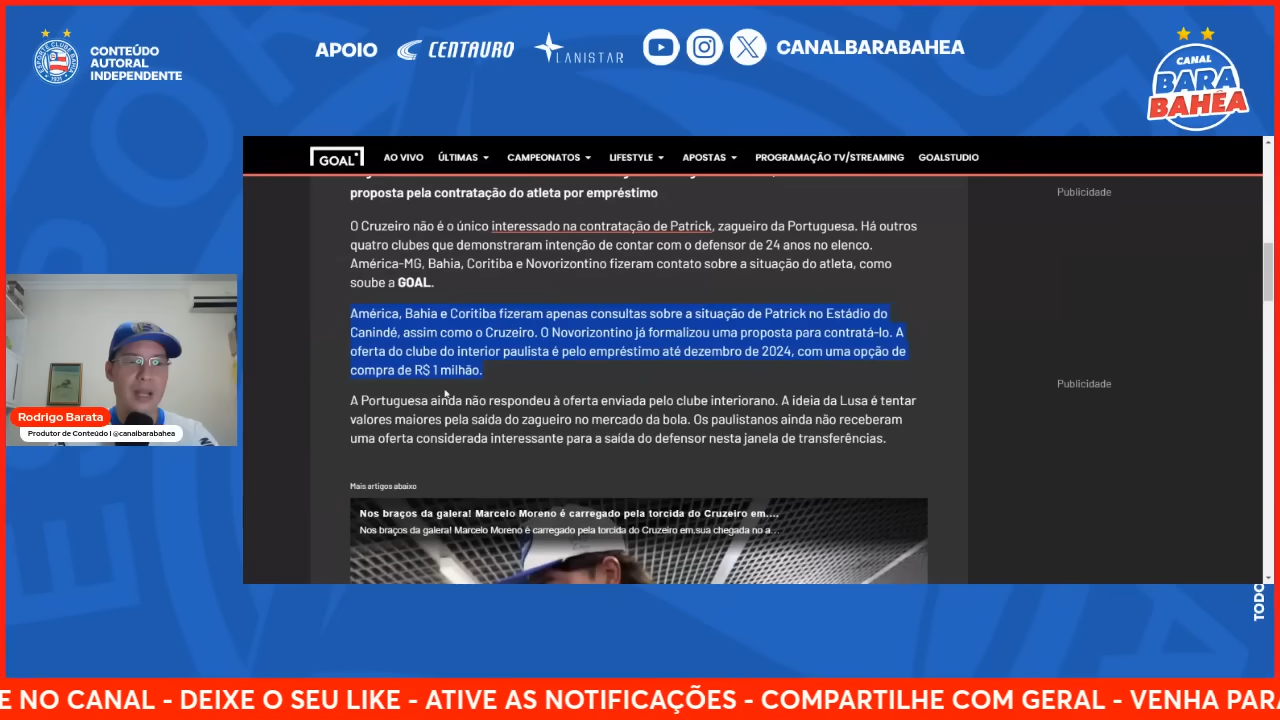 ESPORTE CLUBE BAHIA
1931
CONTEÚDO
AUTORAL
INDEPENDENTE
APOIO
CENTAURO
LANISTAR
CANALBARABAHEA
CANAL
BARA
BAHÊA
GOAL
AO VIVO ÚLTIMAS CAMPEONATOS LIFESTYLE APOSTAS PROGRAMAÇÃO TV/STREAMING GOALSTUDIO
proposta pela contratação do atleta por empréstimo
Publicidade
O Cruzeiro não é o único interessado na contratação de Patrick, zagueiro da Portuguesa. Há outros
quatro clubes que demonstraram intenção de contar com o defensor de 24 anos no elenco.
América-MG, Bahia, Coritiba e Novorizontino fizeram contato sobre a situação do atleta, como
soube a GOAL.
América, Bahia e Coritiba fizeram apenas consultas sobre a situação de Patrick no Estádio do
Canindé, assim como o Cruzeiro. O Novorizontino já formalizou uma proposta para contratá-lo. A
oferta do clube do interior paulista é pelo empréstimo até dezembro de 2024, com uma opção de
compra de R$ 1 milhão.
Publicidade
A Portuguesa ainda não respondeu à oferta enviada pelo clube interiorano. A ideia da Lusa é tentar
valores maiores pela saída do zagueiro no mercado da bola. Os paulistanos ainda não receberam
uma oferta considerada interessante para a saída do defensor nesta janela de transferências.
Mais artigos abaixo
Nos braços da galera! Marcelo Moreno é carregado pela torcida do Cruzeiro em....
Nos braços da galera! Marcelo Moreno é carregado pela torcida do Cruzeiro em.sua chegada no a...
Rodrigo Barata
Produtor de Conteúdo | @canalbarabahea
TODO
E NO CANAL - DEIXE O SEU LIKE - ATIVE AS NOTIFICAÇÕES - COMPARTILHE COM GERAL - VENHA PARA